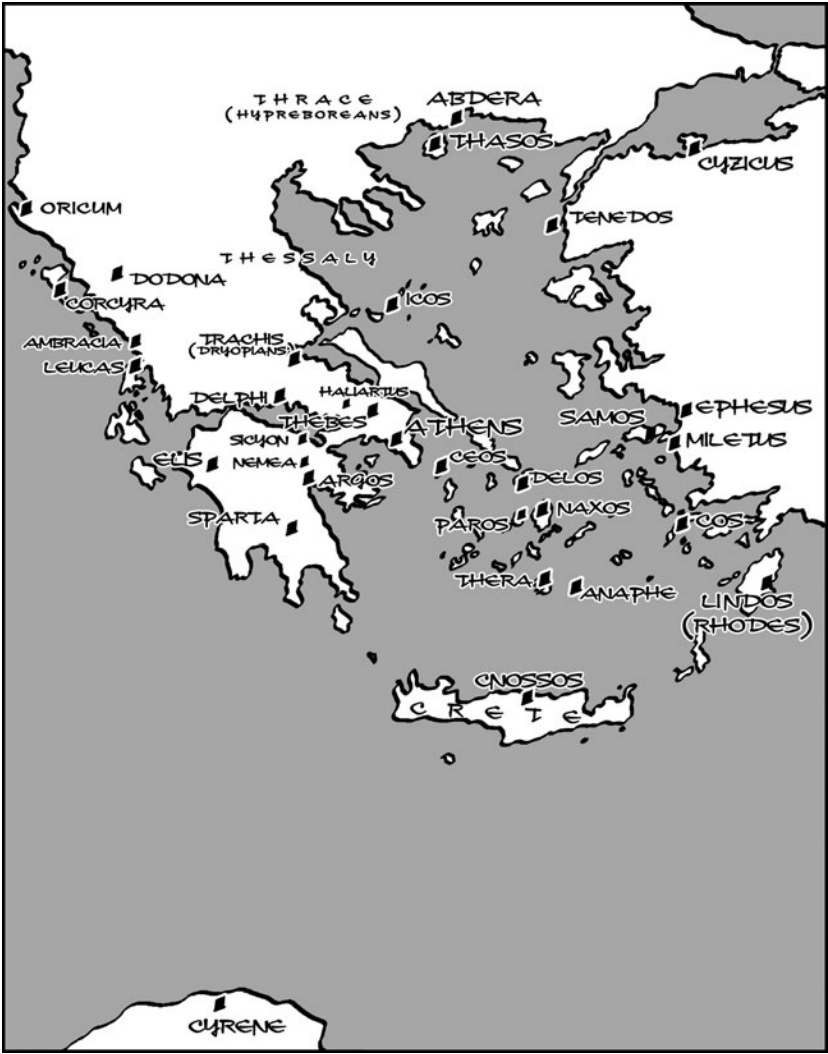 THRACE
(HYPREBOREANS)
ABDERA
THASOS
CYZICUS
ORICUM
TENEDOS
THESSALY
DODONA
CORCYRA
ICOS
AMBRACIA
TRACHIS
(DRYOPIANS)
LEUCAS
DELPHI
HALIARTUS
THEBES
EPHESUS
SAMOS
ATHENS
SICYON
MILETUS
ELIS
NEMEA
CEOS
ARGOS
DELOS
NAXOS
SPARTA
PAROS
COS
THERA
ANAPHE
LINDOS
(RHODES)
CNOSSOS
CRETE
CYRENE